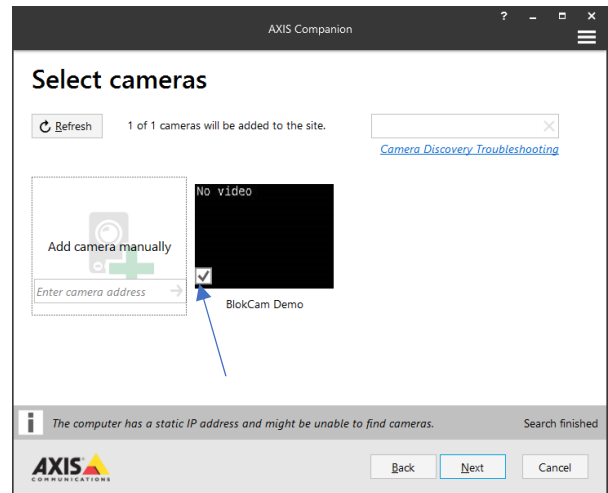 AXIS Companion
?
Select cameras
Refresh
1 of 1 cameras will be added to the site.
Camera Discovery Troubleshooting
No video
Add camera manually
Enter camera address
BlokCam Demo
i
The computer has a static IP address and might be unable to find cameras.
Search finished
AXIS
COMMUNICATIONS
Back
Next
Cancel